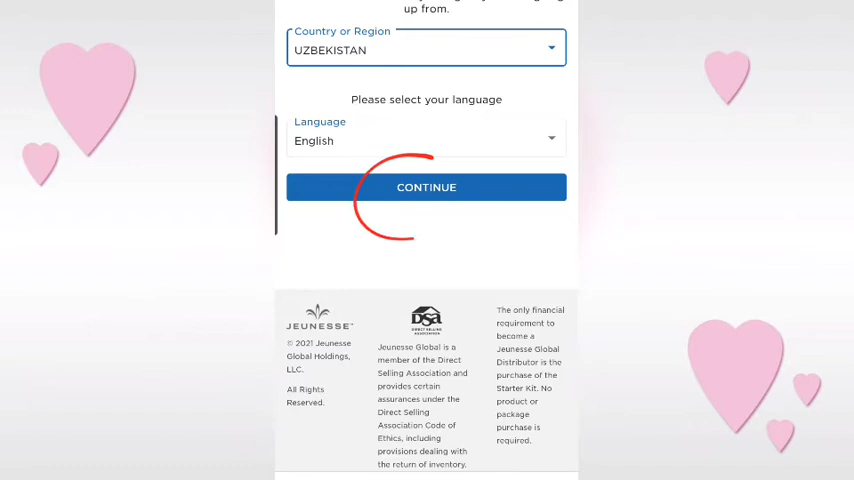 up from.
Country or Region
UZBEKISTAN
Please select your language
Language
English
CONTINUE
JEUNESSE
© 2021 Jeunesse
Global Holdings,
LLC.
All Rights
Reserved.
DSA
DIRECT SELLING
ASSOCIATION
Jeunesse Global is a
member of the Direct
Selling Association and
provides certain
assurances under the
Direct Selling
Association Code of
Ethics, including
provisions dealing with
the return of inventory.
The only financial
requirement to
become a
Jeunesse Global
Distributor is the
purchase of the
Starter Kit. No
product or
package
purchase is
required.